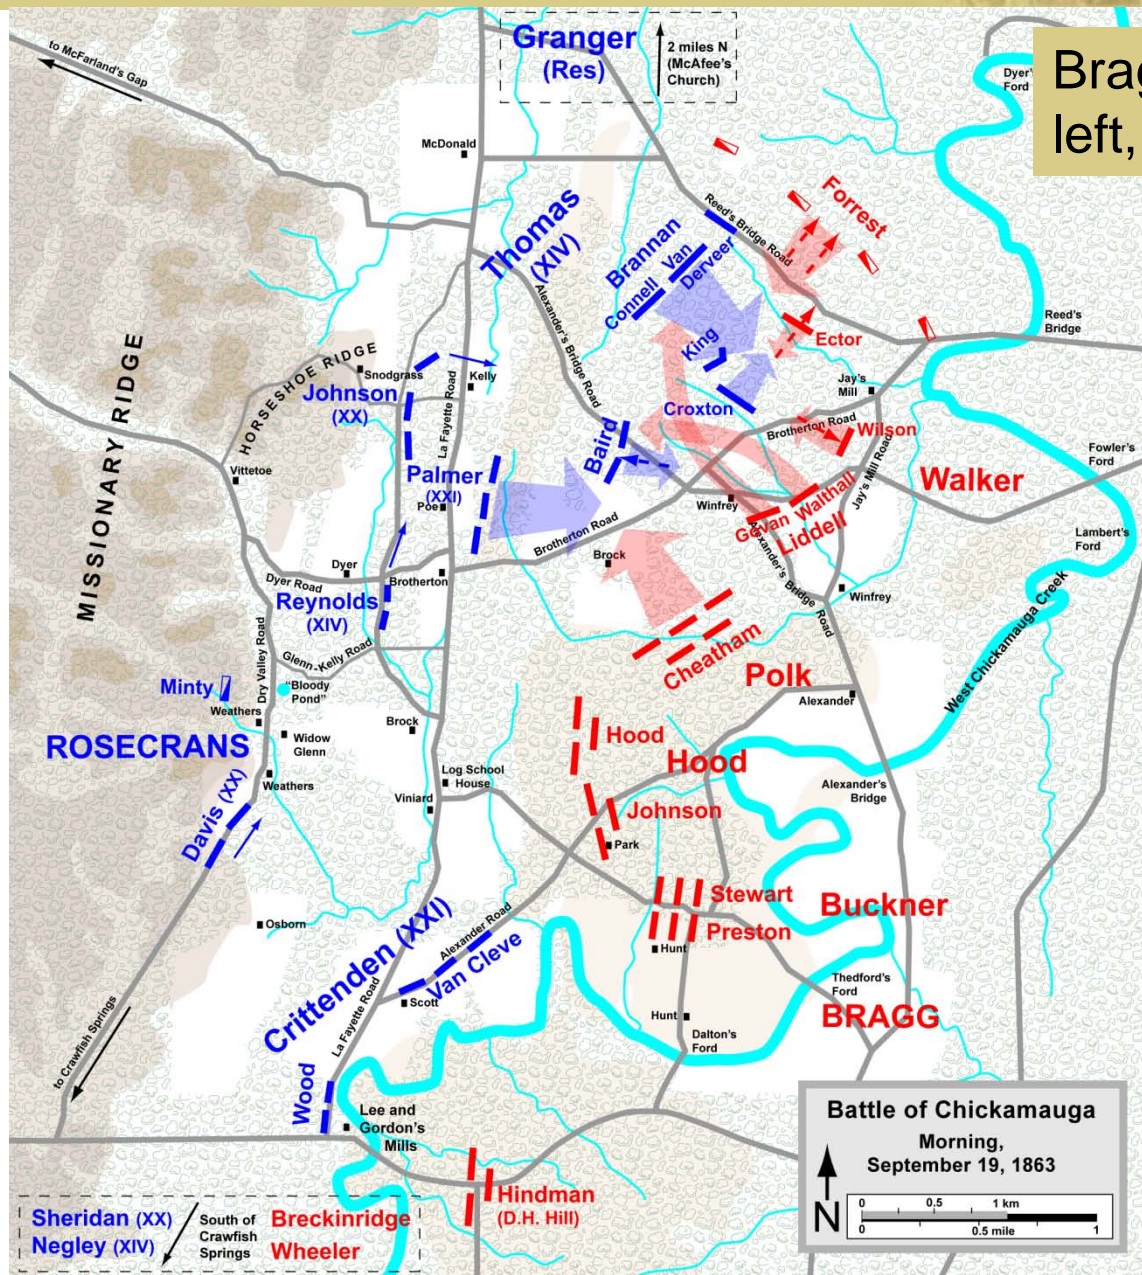 Brag
left,
Granger
(Res)
2 miles N
(McAfee's
Church)
to McFarland's Gap
Dyer's
Ford
McDonald
Thomas
(XIV)
Brannan
Connell
Van
Derveer
Reed's Bridge Road
Forrest
Alexander's Bridge Road
King
Ector
Reed's
Bridge
Croxton
Jay's
Mill
HORSESHOE RIDGE
Snodgrass
Kelly
Johnson
(XX)
La Fayette Road
MISSIONARY RIDGE
Baird
Brotherton Road
Wilson
Fowler's
Ford
Vittetoe
Palmer
(XXI)
Poe
Winfrey
Jay's Mill Road
Walker
Govan
Walthall
Liddell
Lambert's
Ford
Brotherton Road
Brock
Alexander's Bridge Road
Dyer
Dyer Road
Brotherton
Reynolds
(XIV)
Winfrey
West Chickamauga Creek
Cheatham
Glenn-Kelly Road
Dry Valley Road
Polk
Minty
"Bloody
Pond"
Alexander
Weathers
Brock
Hood
ROSECRANS
Widow
Glenn
Hood
Log School
House
Weathers
Viniard
Alexander's
Bridge
Davis (XX)
Johnson
Park
Stewart
Buckner
Preston
Osborn
Crittenden (XXI)
Alexander Road
Van Cleve
Hunt
Thedford's
Ford
Scott
La Fayette Road
Hunt
BRAGG
Dalton's
Ford
to Crawfish Springs
Wood
Lee and
Gordon's
Mills
Hindman
(D.H. Hill)
Sheridan (XX)
Negley (XIV)
South of
Crawfish
Springs
Breckinridge
Wheeler
Battle of Chickamauga
Morning,
September 19, 1863
N
0 0.5 1 km
0 0.5 mile 1